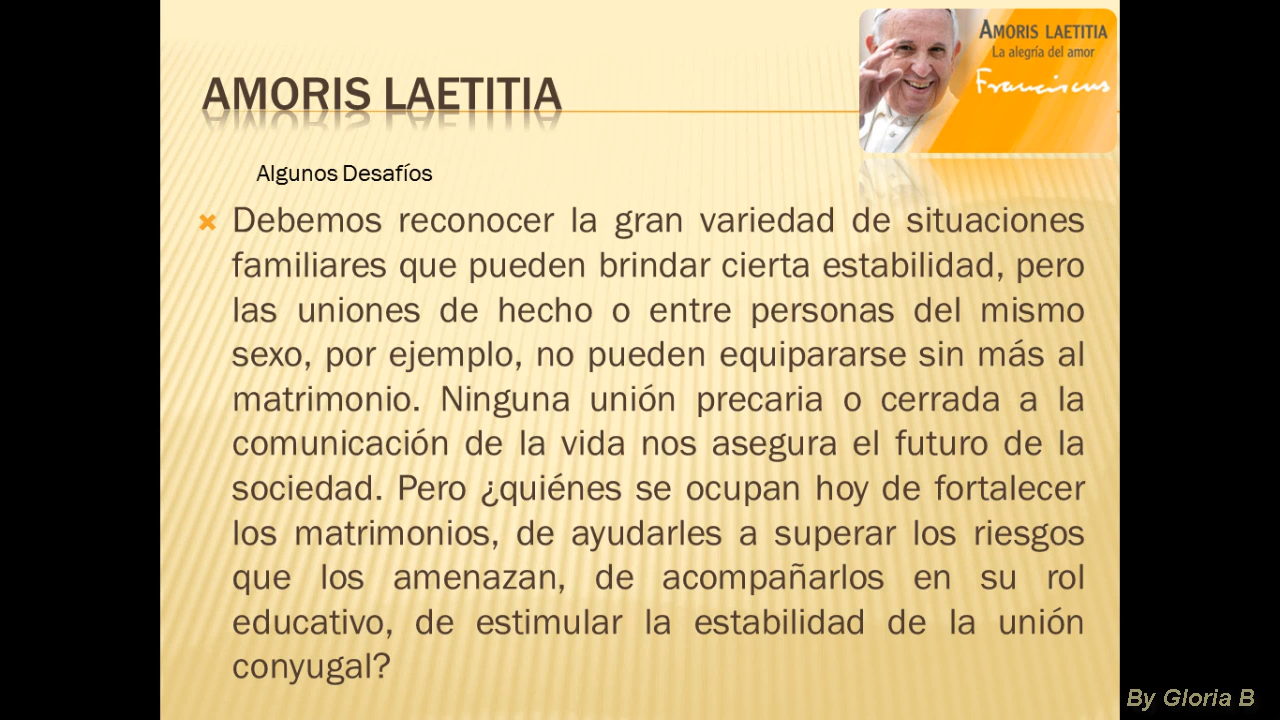 AMORIS LAETITIA
La alegría del amor
Franciscus
AMORIS LAETITIA
Algunos Desafíos
Debemos reconocer la gran variedad de situaciones
familiares que pueden brindar cierta estabilidad, pero
las uniones de hecho o entre personas del mismo
sexo, por ejemplo, no pueden equipararse sin más al
matrimonio. Ninguna unión precaria o cerrada a la
comunicación de la vida nos asegura el futuro de la
sociedad. Pero ¿quiénes se ocupan hoy de fortalecer
los matrimonios, de ayudarles a superar los riesgos
que los amenazan, de acompañarlos en su rol
educativo, de estimular la estabilidad de la unión
conyugal?
By Gloria B